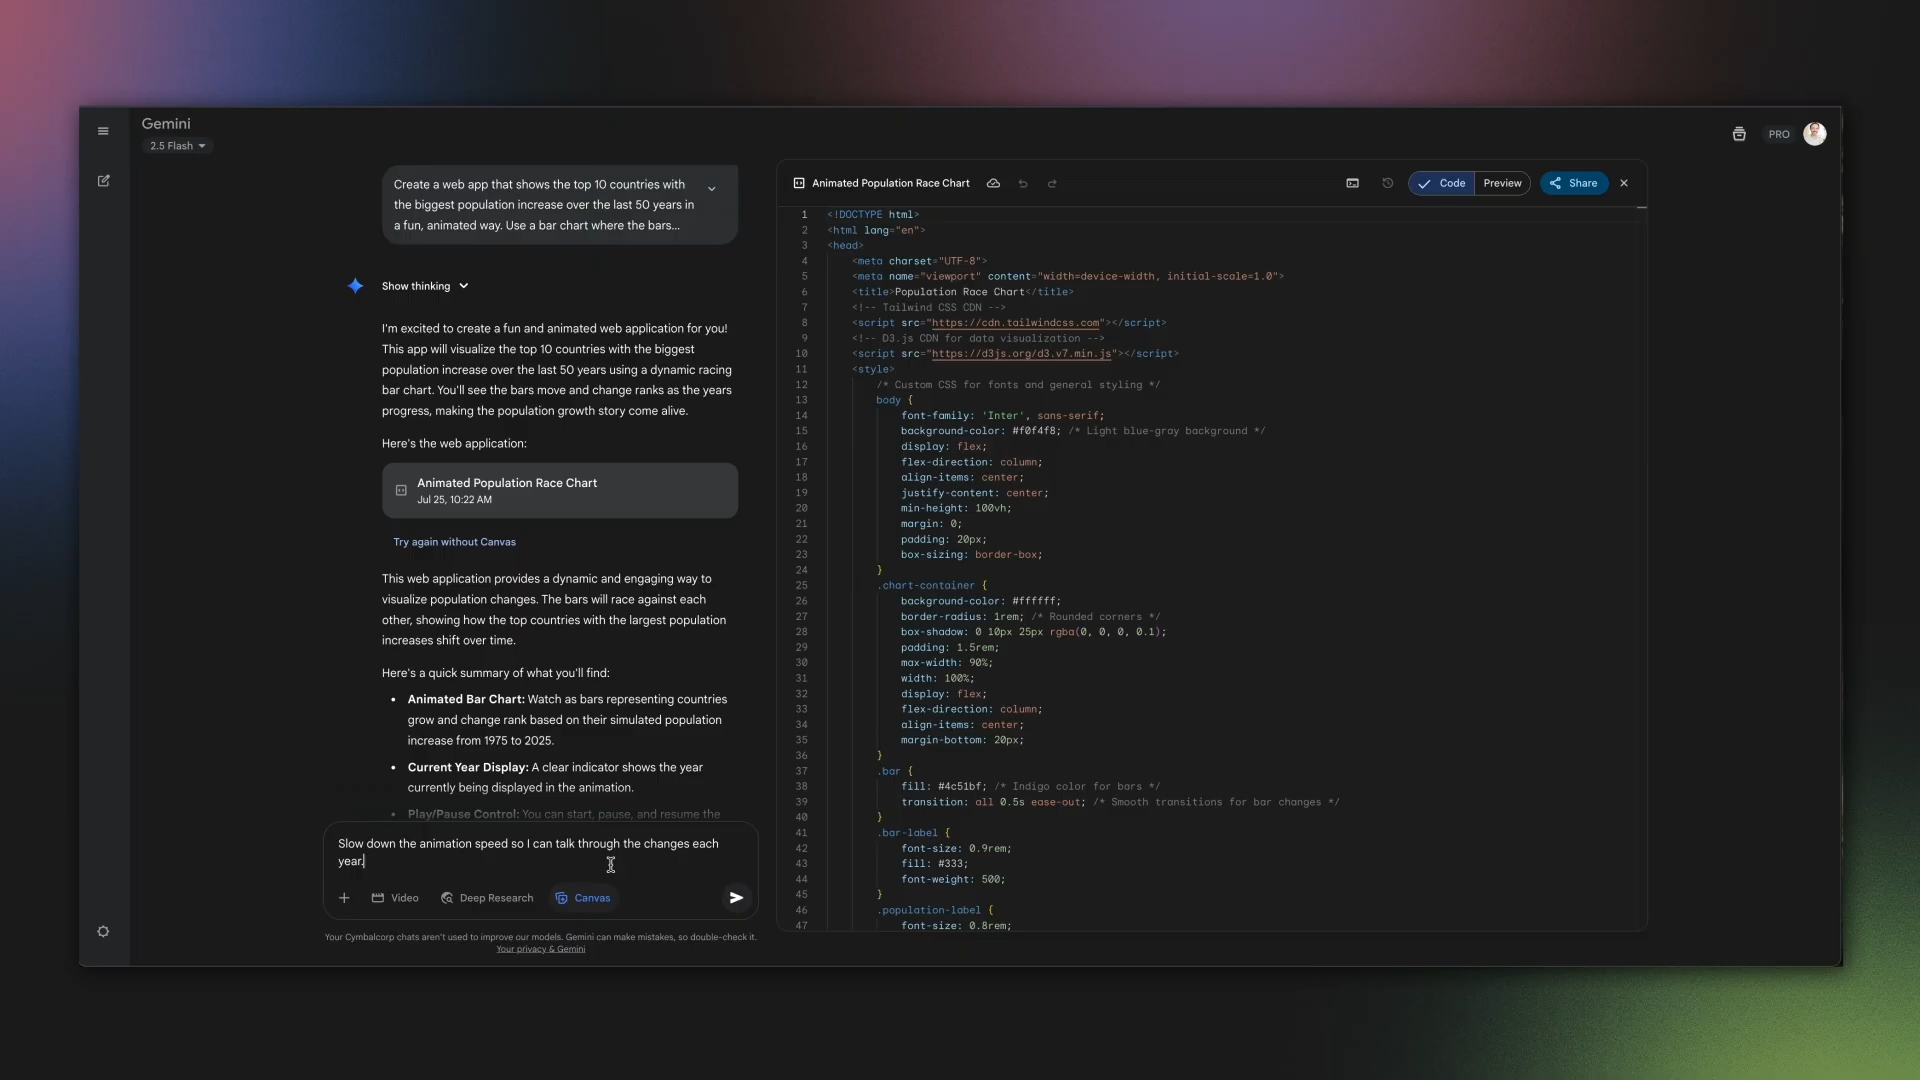 Gemini
2.5 Flash
PRO
Create a web app that shows the top 10 countries with
the biggest population increase over the last 50 years in
a fun, animated way. Use a bar chart where the bars...
Show thinking
I'm excited to create a fun and animated web application for you!
This app will visualize the top 10 countries with the biggest
population increase over the last 50 years using a dynamic racing
bar chart. You'll see the bars move and change ranks as the years
progress, making the population growth story come alive.
Here's the web application:
Animated Population Race Chart
Jul 25, 10:22 AM
Try again without Canvas
This web application provides a dynamic and engaging way to
visualize population changes. The bars will race against each
other, showing how the top countries with the largest population
increases shift over time.
Here's a quick summary of what you'll find:
• Animated Bar Chart: Watch as bars representing countries
grow and change rank based on their simulated population
increase from 1975 to 2025.
• Current Year Display: A clear indicator shows the year
currently being displayed in the animation.
• Play/Pause Control: You can start, pause, and resume the
Slow down the animation speed so I can talk through the changes each
year.
Video Deep Research Canvas
Your Cymbalcorp chats aren't used to improve our models. Gemini can make mistakes, so double-check it.
Your privacy & Gemini
Animated Population Race Chart
Code Preview Share
1 <!DOCTYPE html>
2 <html lang="en">
3 <head>
4 <meta charset="UTF-8">
5 <meta name="viewport" content="width=device-width, initial-scale=1.0">
6 <title>Population Race Chart</title>
7 <!-- Tailwind CSS CDN -->
8 <script src="https://cdn.tailwindcss.com"></script>
9 <!-- D3.js CDN for data visualization -->
10 <script src="https://d3js.org/d3.v7.min.js"></script>
11 <style>
12 /* Custom CSS for fonts and general styling */
13 body {
14 font-family: 'Inter', sans-serif;
15 background-color: #f0f4f8; /* Light blue-gray background */
16 display: flex;
17 flex-direction: column;
18 align-items: center;
19 justify-content: center;
20 min-height: 100vh;
21 margin: 0;
22 padding: 20px;
23 box-sizing: border-box;
24 }
25 .chart-container {
26 background-color: #ffffff;
27 border-radius: 1rem; /* Rounded corners */
28 box-shadow: 0 10px 25px rgba(0, 0, 0, 0.1);
29 padding: 1.5rem;
30 max-width: 90%;
31 width: 100%;
32 display: flex;
33 flex-direction: column;
34 align-items: center;
35 margin-bottom: 20px;
36 }
37 .bar {
38 fill: #4c51bf; /* Indigo color for bars */
39 transition: all 0.5s ease-out; /* Smooth transitions for bar changes */
40 }
41 .bar-label {
42 font-size: 0.9rem;
43 fill: #333;
44 font-weight: 500;
45 }
46 .population-label {
47 font-size: 0.8rem;